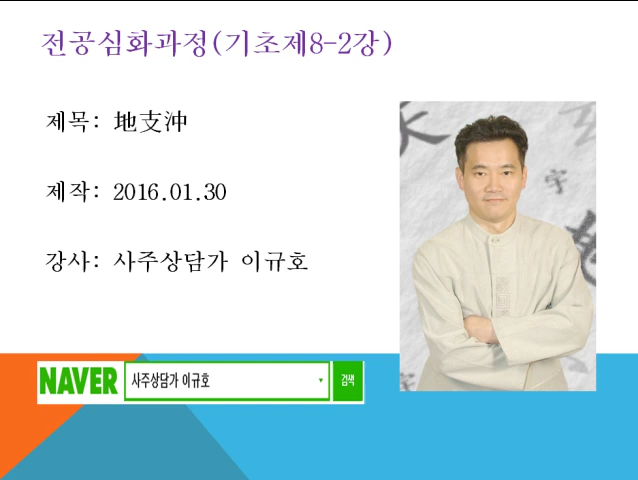 전공심화과정(기초제8-2강)
제목: 地支沖
제작: 2016.01.30
강사: 사주상담가 이규호
NAVER 사주상담가 이규호 검색
宇